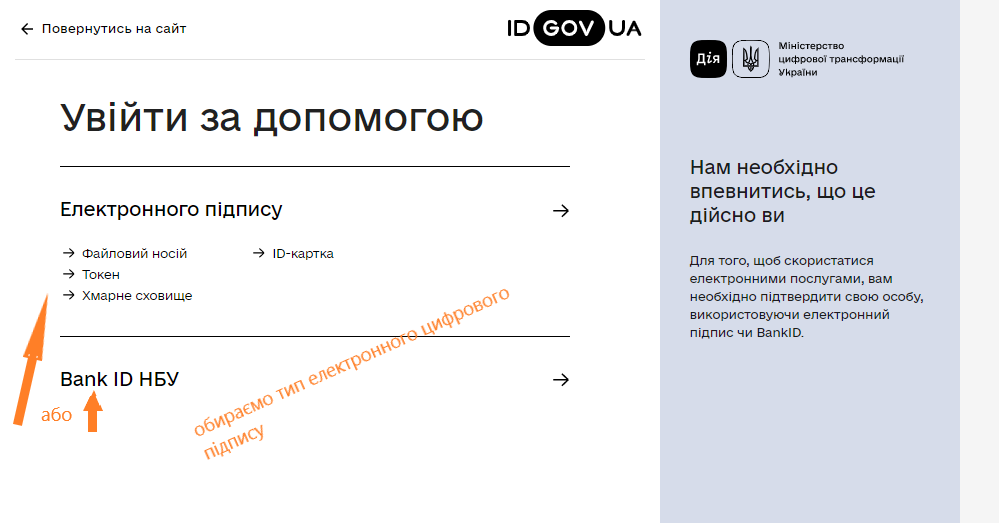 Повернутись на сайт
ID GOV UA
Увійти за допомогою
Електронного підпису
Файловий носій
ID-картка
Токен
Хмарне сховище
Bank ID НБУ
або
обираємо тип електронного цифрового
підпису
Дія
Міністерство
цифрової трансформації
України
Нам необхідно
впевнитись, що це
дійсно ви
Для того, щоб скористатися
електронними послугами, вам
необхідно підтвердити свою особу,
використовуючи електронний
підпис чи BankID.